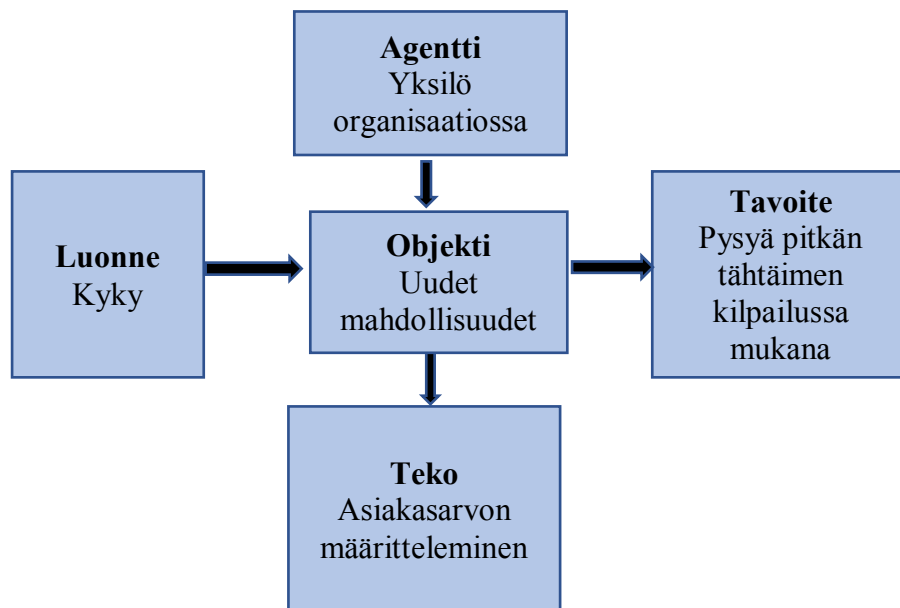 Agentti
Yksilö
organisaatiossa
Luonne
Kyky
Objekti
Uudet
mahdollisuudet
Tavoite
Pysyä pitkän
tähtäimen
kilpailussa
mukana
Teko
Asiakasarvon
määritteleminen